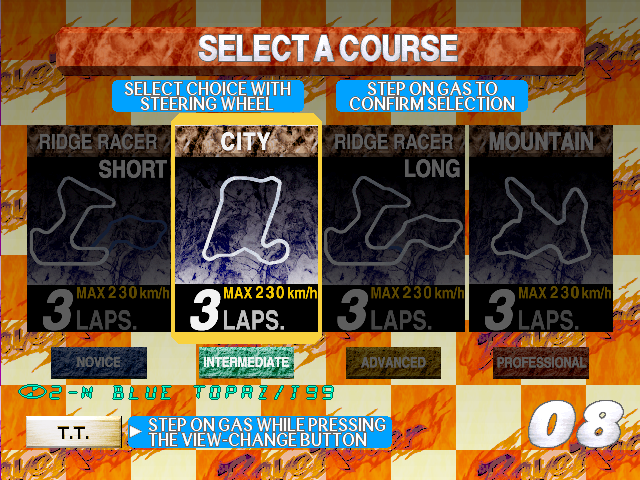 SELECT A COURSE
SELECT CHOICE WITH
STEERING WHEEL
STEP ON GAS TO
CONFIRM SELECTION
RIDGE RACER
SHORT
3 MAX 230 km/h
LAPS.
NOVICE
CITY
3 MAX 230 km/h
LAPS.
INTERMEDIATE
RIDGE RACER
LONG
3 MAX 230 km/h
LAPS.
ADVANCED
MOUNTAIN
3 MAX 230 km/h
LAPS.
PROFESSIONAL
2-N BLUE TOPAZ/T99
T.T.
STEP ON GAS WHILE PRESSING
THE VIEW-CHANGE BUTTON
08